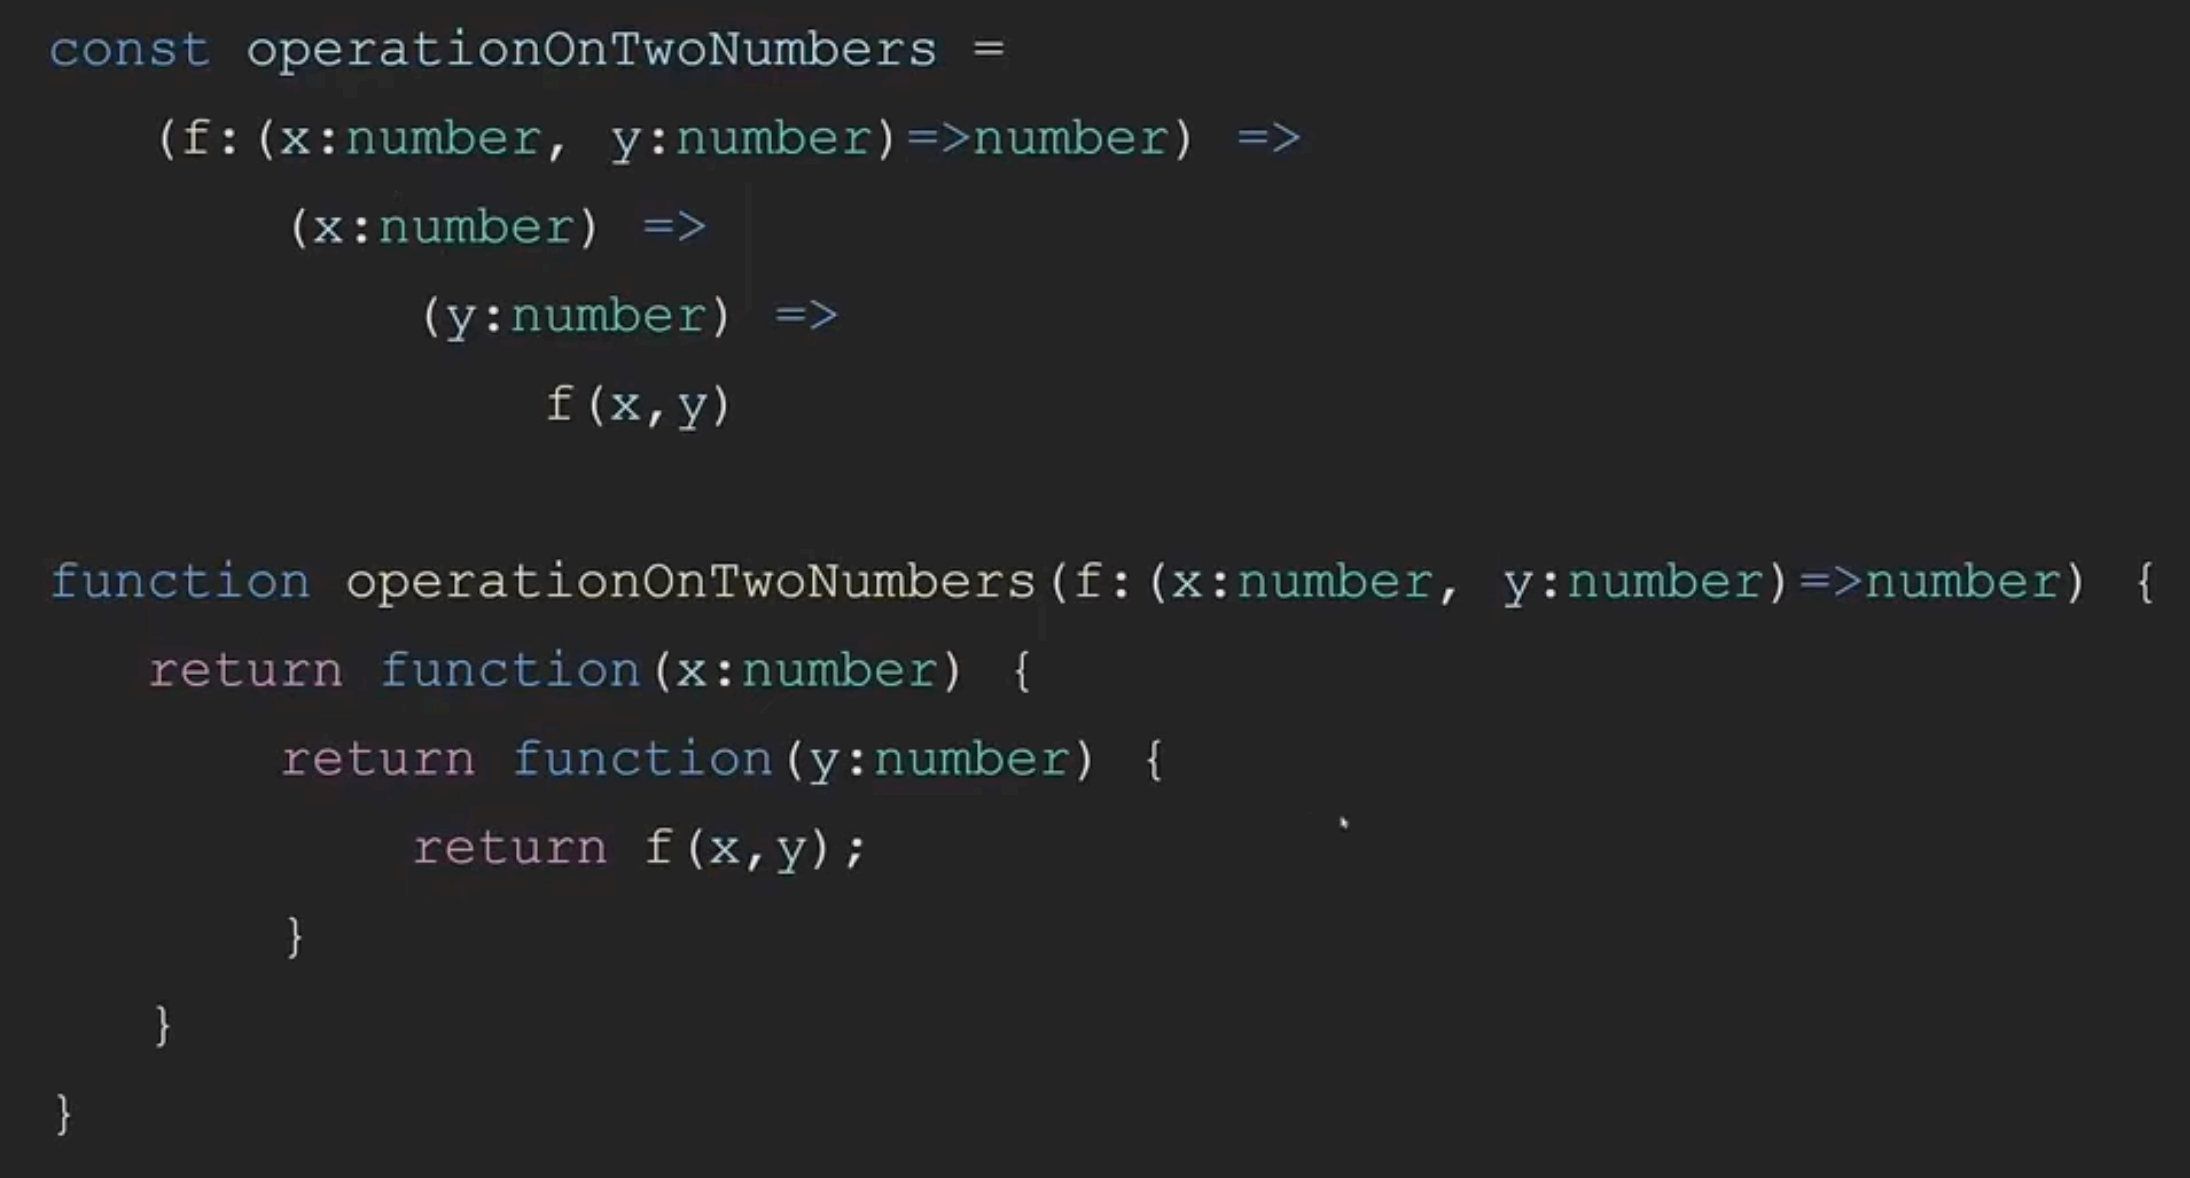 const operationOnTwoNumbers =
(f:(x:number, y:number)=>number) =>
(x:number) =>
(y:number) =>
f(x,y)
function operationOnTwoNumbers(f:(x:number, y:number)=>number) {
return function(x:number) {
return function(y:number) {
return f(x,y);
}
}
}